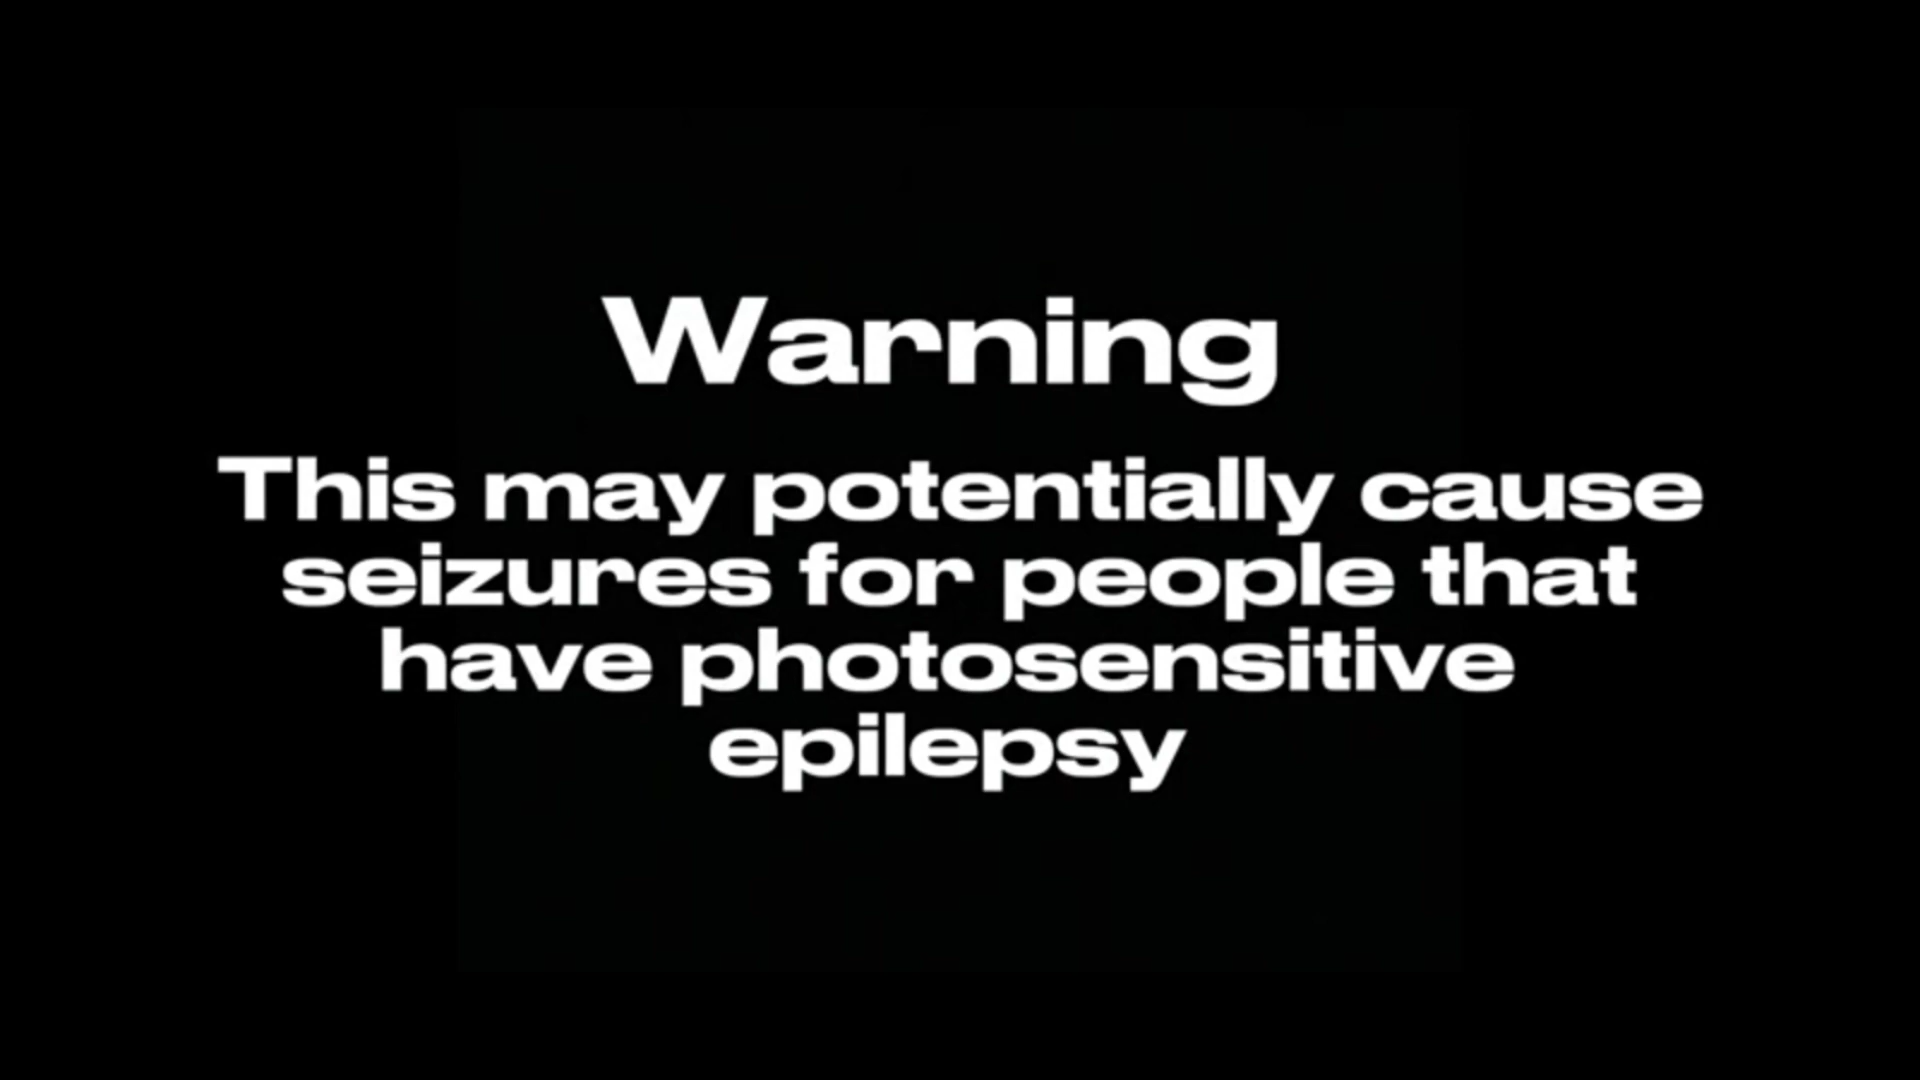 Warning
This may potentially cause
seizures for people that
have photosensitive
epilepsy